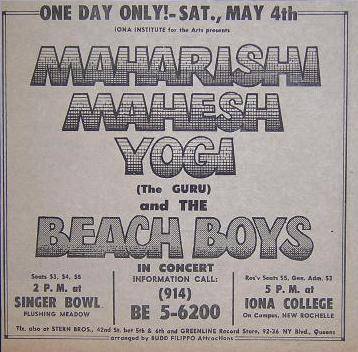 ONE DAY ONLY!-SAT., MAY 4th
IONA INSTITUTE for the Arts presents
MAHARISHI
MAHESH
YOGI
(The GURU)
and THE
BEACH BOYS
IN CONCERT
Seats $3, $4, $5
2 P.M. at
SINGER BOWL
FLUSHING MEADOW
INFORMATION CALL:
(914)
BE 5-6200
Res'v Seats $5, Gen. Adm. $3
5 P.M. at
IONA COLLEGE
On Campus, NEW ROCHELLE
Tix. also at STERN BROS., 42nd St. bet 5th & 6th and GREENLINE Record Store, 92-36 NY Blvd., Queens
arranged by BUDD FILIPPO Attractions